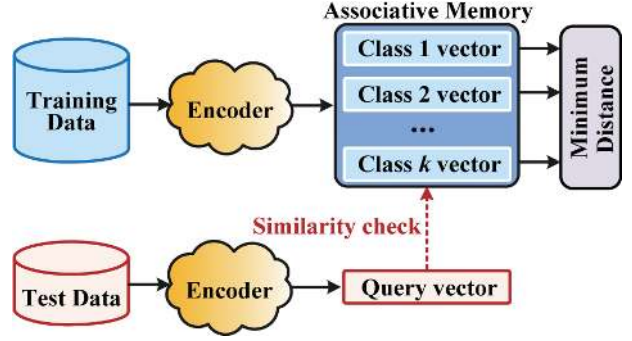 Associative Memory
Training
Data
Encoder
Class 1 vector
Class 2 vector
...
Class k vector
Minimum
Distance
Similarity check
Test Data
Encoder
Query vector